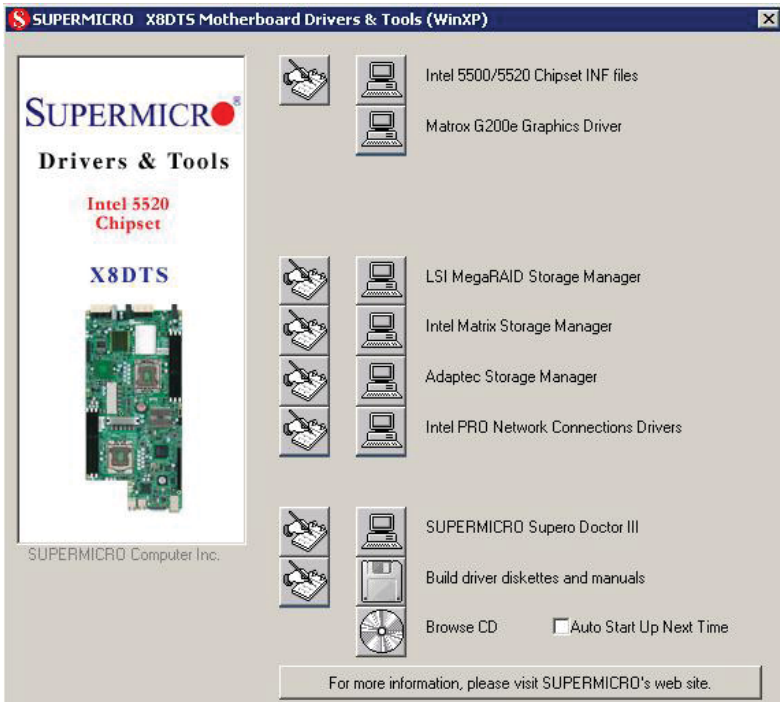 SUPERMICRO X8DTS Motherboard Drivers & Tools (WinXP)
SUPERMICRO®
Drivers & Tools
Intel 5520
Chipset
X8DTS
SUPERMICRO Computer Inc.
Intel 5500/5520 Chipset INF files
Matrox G200e Graphics Driver
LSI MegaRAID Storage Manager
Intel Matrix Storage Manager
Adaptec Storage Manager
Intel PRO Network Connections Drivers
SUPERMICRO Supero Doctor III
Build driver diskettes and manuals
Browse CD Auto Start Up Next Time
For more information, please visit SUPERMICRO's web site.